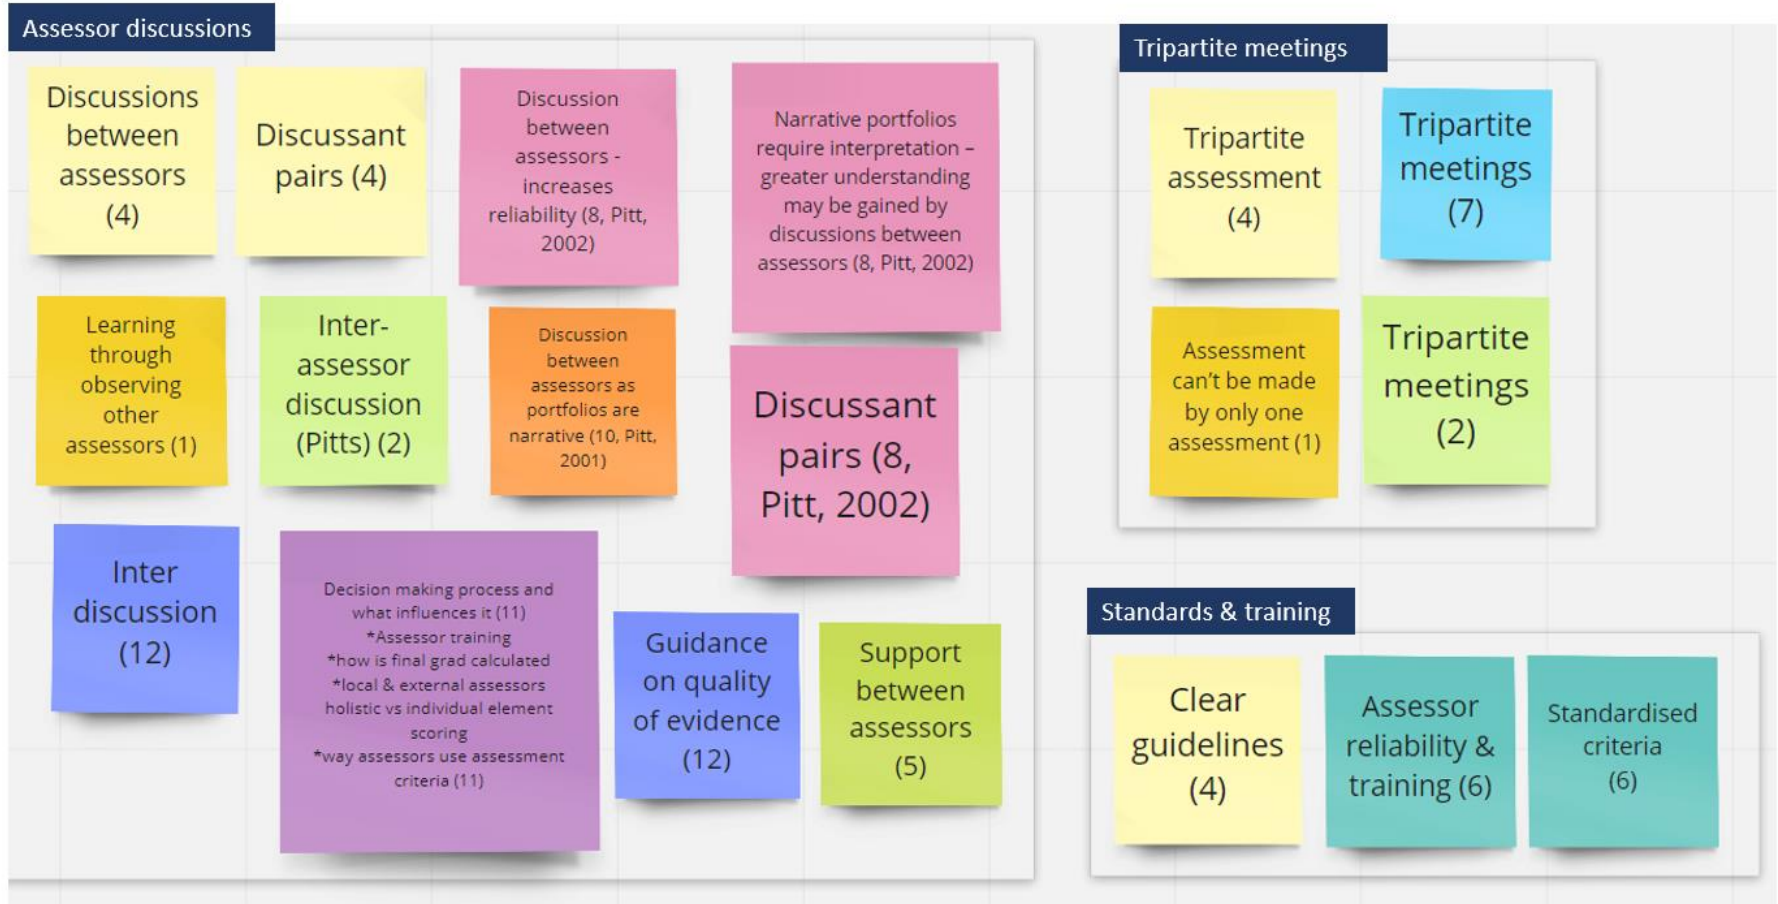 Assessor discussions
Discussions
between
assessors
(4)
Discussant
pairs (4)
Discussion
between
assessors -
increases
reliability (8, Pitt,
2002)
Narrative portfolios
require interpretation –
greater understanding
may be gained by
discussions between
assessors (8, Pitt, 2002)
Learning
through
observing
other
assessors (1)
Inter-
assessor
discussion
(Pitts) (2)
Discussion
between
assessors as
portfolios are
narrative (10, Pitt,
2001)
Discussant
pairs (8,
Pitt, 2002)
Inter
discussion
(12)
Decision making process and
what influences it (11)
*Assessor training
*how is final grad calculated
*local & external assessors
holistic vs individual element
scoring
*way assessors use assessment
criteria (11)
Guidance
on quality
of evidence
(12)
Support
between
assessors
(5)
Tripartite meetings
Tripartite
assessment
(4)
Tripartite
meetings
(7)
Assessment
can’t be made
by only one
assessment (1)
Tripartite
meetings
(2)
Standards & training
Clear
guidelines
(4)
Assessor
reliability &
training (6)
Standardised
criteria
(6)